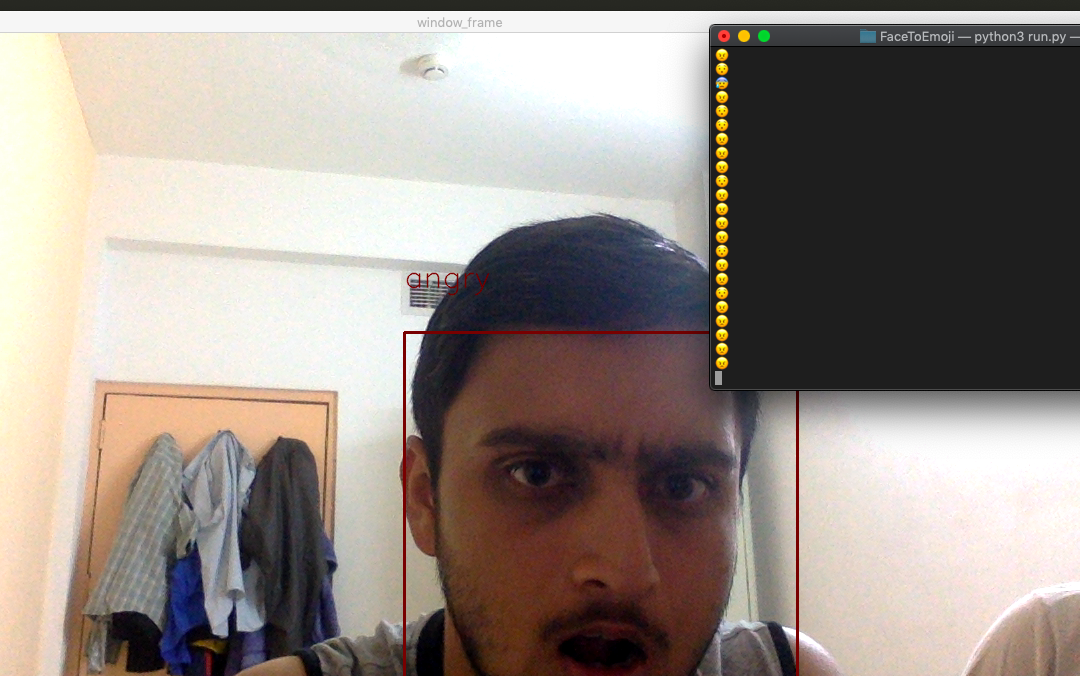 window_frame
FaceToEmoji — python3 run.py —
angry